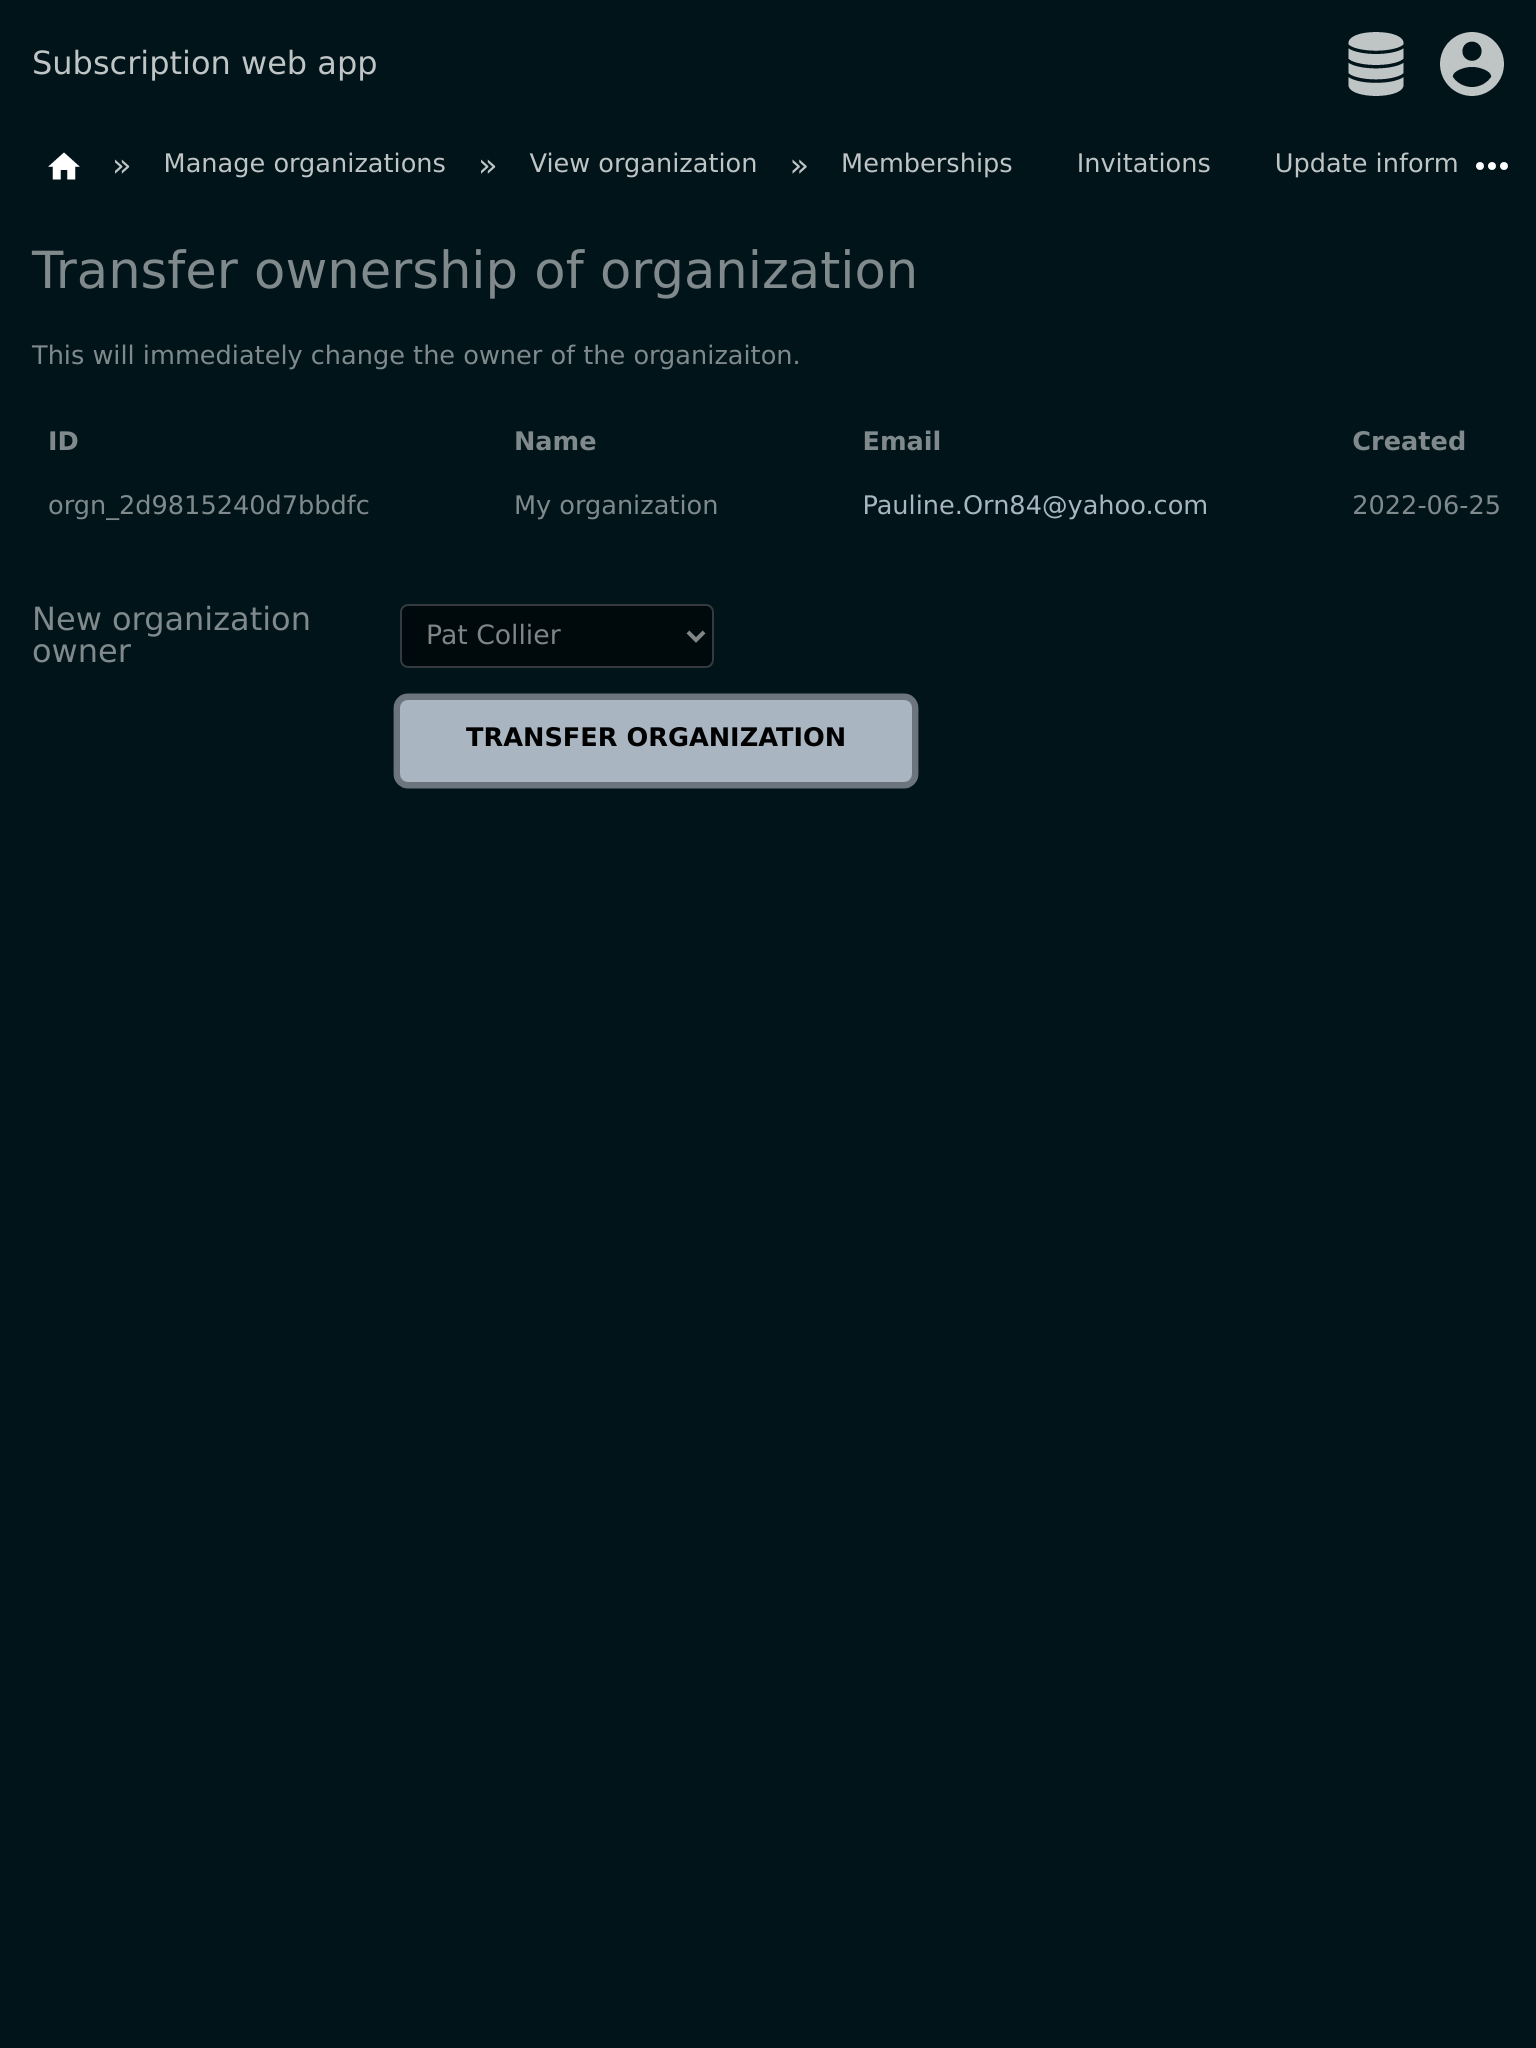 Subscription web app
» Manage organizations » View organization » Memberships Invitations Update inform
Transfer ownership of organization
This will immediately change the owner of the organizaiton.
ID Name Email Created
orgn_2d9815240d7bbdfc My organization Pauline.Orn84@yahoo.com 2022-06-25
New organization
owner
Pat Collier
TRANSFER ORGANIZATION